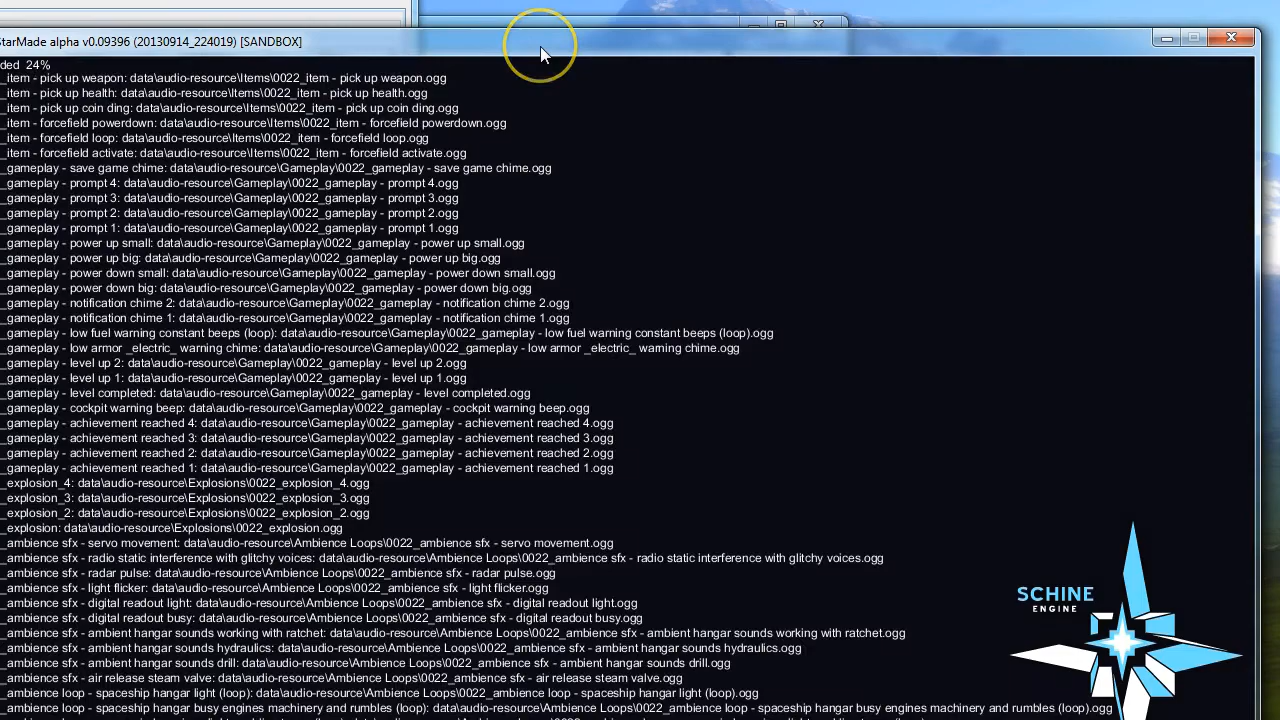 StarMade alpha v0.09396 (20130914_224019) [SANDBOX]
ded 24%
_item - pick up weapon: data\audio-resource\Items\0022_item - pick up weapon.ogg
_item - pick up health: data\audio-resource\Items\0022_item - pick up health.ogg
_item - pick up coin ding: data\audio-resource\Items\0022_item - pick up coin ding.ogg
_item - forcefield powerdown: data\audio-resource\Items\0022_item - forcefield powerdown.ogg
_item - forcefield loop: data\audio-resource\Items\0022_item - forcefield loop.ogg
_item - forcefield activate: data\audio-resource\Items\0022_item - forcefield activate.ogg
_gameplay - save game chime: data\audio-resource\Gameplay\0022_gameplay - save game chime.ogg
_gameplay - prompt 4: data\audio-resource\Gameplay\0022_gameplay - prompt 4.ogg
_gameplay - prompt 3: data\audio-resource\Gameplay\0022_gameplay - prompt 3.ogg
_gameplay - prompt 2: data\audio-resource\Gameplay\0022_gameplay - prompt 2.ogg
_gameplay - prompt 1: data\audio-resource\Gameplay\0022_gameplay - prompt 1.ogg
_gameplay - power up small: data\audio-resource\Gameplay\0022_gameplay - power up small.ogg
_gameplay - power up big: data\audio-resource\Gameplay\0022_gameplay - power up big.ogg
_gameplay - power down small: data\audio-resource\Gameplay\0022_gameplay - power down small.ogg
_gameplay - power down big: data\audio-resource\Gameplay\0022_gameplay - power down big.ogg
_gameplay - notification chime 2: data\audio-resource\Gameplay\0022_gameplay - notification chime 2.ogg
_gameplay - notification chime 1: data\audio-resource\Gameplay\0022_gameplay - notification chime 1.ogg
_gameplay - low fuel warning constant beeps (loop): data\audio-resource\Gameplay\0022_gameplay - low fuel warning constant beeps (loop).ogg
_gameplay - low armor _electric_ warning chime: data\audio-resource\Gameplay\0022_gameplay - low armor _electric_ warning chime.ogg
_gameplay - level up 2: data\audio-resource\Gameplay\0022_gameplay - level up 2.ogg
_gameplay - level up 1: data\audio-resource\Gameplay\0022_gameplay - level up 1.ogg
_gameplay - level completed: data\audio-resource\Gameplay\0022_gameplay - level completed.ogg
_gameplay - cockpit warning beep: data\audio-resource\Gameplay\0022_gameplay - cockpit warning beep.ogg
_gameplay - achievement reached 4: data\audio-resource\Gameplay\0022_gameplay - achievement reached 4.ogg
_gameplay - achievement reached 3: data\audio-resource\Gameplay\0022_gameplay - achievement reached 3.ogg
_gameplay - achievement reached 2: data\audio-resource\Gameplay\0022_gameplay - achievement reached 2.ogg
_gameplay - achievement reached 1: data\audio-resource\Gameplay\0022_gameplay - achievement reached 1.ogg
_explosion_4: data\audio-resource\Explosions\0022_explosion_4.ogg
_explosion_3: data\audio-resource\Explosions\0022_explosion_3.ogg
_explosion_2: data\audio-resource\Explosions\0022_explosion_2.ogg
_explosion: data\audio-resource\Explosions\0022_explosion.ogg
_ambience sfx - servo movement: data\audio-resource\Ambience Loops\0022_ambience sfx - servo movement.ogg
_ambience sfx - radio static interference with glitchy voices: data\audio-resource\Ambience Loops\0022_ambience sfx - radio static interference with glitchy voices.ogg
_ambience sfx - radar pulse: data\audio-resource\Ambience Loops\0022_ambience sfx - radar pulse.ogg
_ambience sfx - light flicker: data\audio-resource\Ambience Loops\0022_ambience sfx - light flicker.ogg
_ambience sfx - digital readout light: data\audio-resource\Ambience Loops\0022_ambience sfx - digital readout light.ogg
_ambience sfx - digital readout busy: data\audio-resource\Ambience Loops\0022_ambience sfx - digital readout busy.ogg
_ambience sfx - ambient hangar sounds working with ratchet: data\audio-resource\Ambience Loops\0022_ambience sfx - ambient hangar sounds working with ratchet.ogg
_ambience sfx - ambient hangar sounds hydraulics: data\audio-resource\Ambience Loops\0022_ambience sfx - ambient hangar sounds hydraulics.ogg
_ambience sfx - ambient hangar sounds drill: data\audio-resource\Ambience Loops\0022_ambience sfx - ambient hangar sounds drill.ogg
_ambience sfx - air release steam valve: data\audio-resource\Ambience Loops\0022_ambience sfx - air release steam valve.ogg
_ambience loop - spaceship hangar light (loop): data\audio-resource\Ambience Loops\0022_ambience loop - spaceship hangar light (loop).ogg
_ambience loop - spaceship hangar busy engines machinery and rumbles (loop): data\audio-resource\Ambience Loops\0022_ambience loop - spaceship hangar busy engines machinery and rumbles (loop).ogg
SCHINE
ENGINE